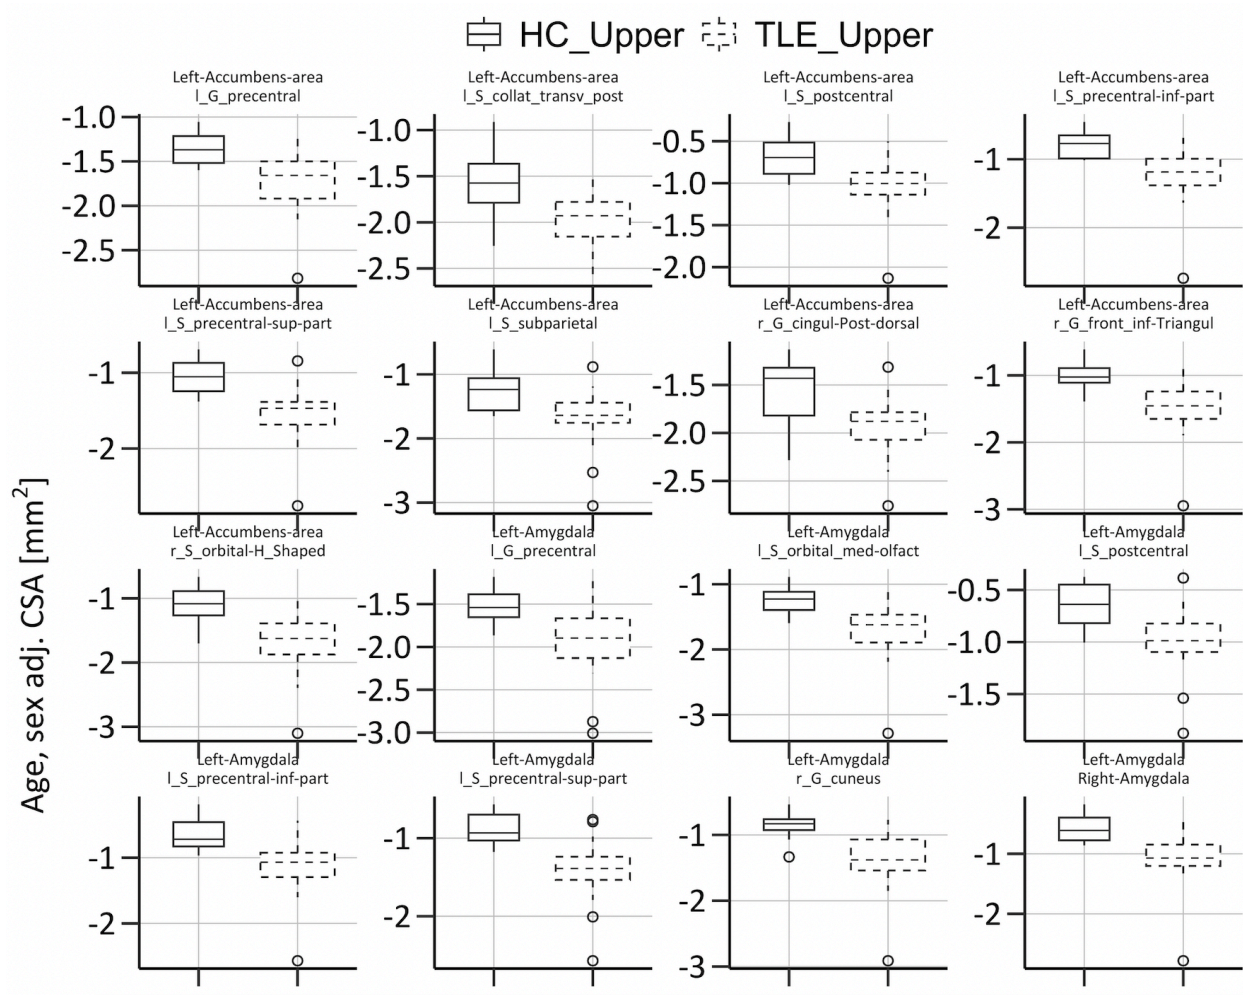 HC_Upper TLE_Upper
Left-Accumbens-area
l_G_precentral
-1.0
-1.5
-2.0
-2.5
Left-Accumbens-area
l_S_collat_transv_post
-1.0
-1.5
-2.0
-2.5
Left-Accumbens-area
l_S_postcentral
-0.5
-1.0
-1.5
-2.0
Left-Accumbens-area
l_S_precentral-inf-part
-1
-2
Left-Accumbens-area
l_S_precentral-sup-part
-1
-2
Left-Accumbens-area
l_S_subparietal
-1
-2
-3
Left-Accumbens-area
r_G_cingul-Post-dorsal
-1.5
-2.0
-2.5
Left-Accumbens-area
r_G_front_inf-Triangul
-1
-2
-3
Age, sex adj. CSA [mm²]
Left-Accumbens-area
r_S_orbital-H_Shaped
-1
-2
-3
Left-Amygdala
l_G_precentral
-1.5
-2.0
-2.5
-3.0
Left-Amygdala
l_S_orbital_med-olfact
-1
-2
-3
Left-Amygdala
l_S_postcentral
-0.5
-1.0
-1.5
Left-Amygdala
l_S_precentral-inf-part
-1
-2
Left-Amygdala
l_S_precentral-sup-part
-1
-2
Left-Amygdala
r_G_cuneus
-1
-2
-3
Left-Amygdala
Right-Amygdala
-1
-2